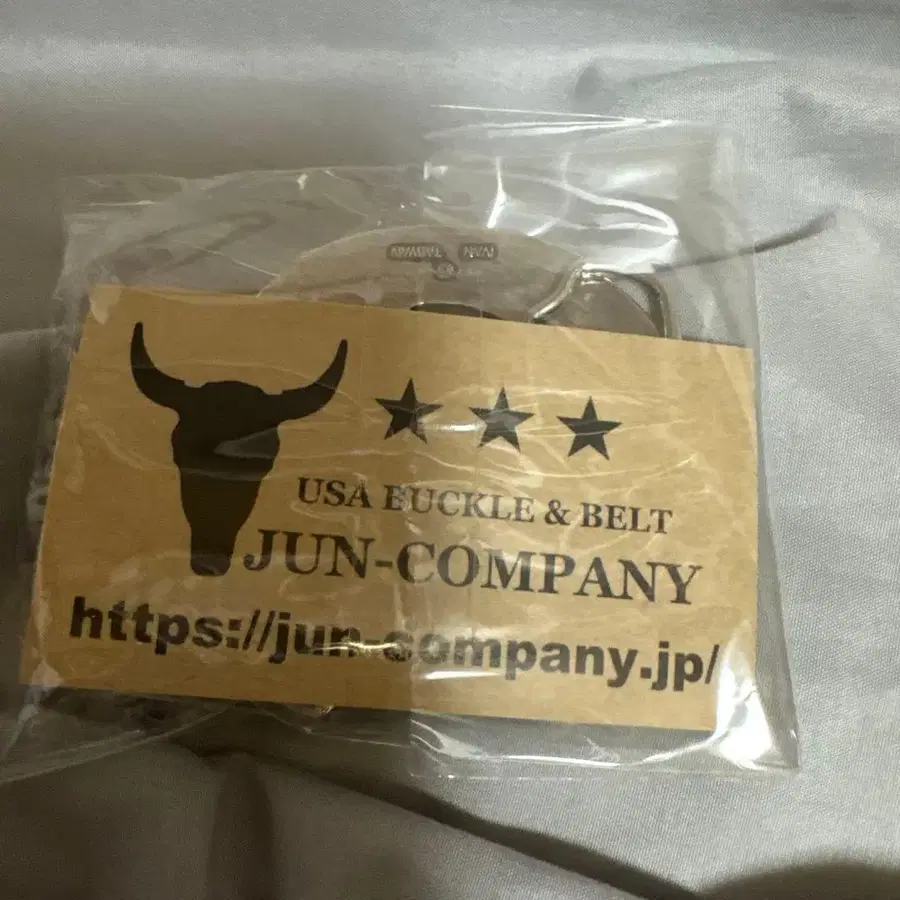 USA BUCKLE & BELT
JUN-COMPANY
https://jun-company.jp/